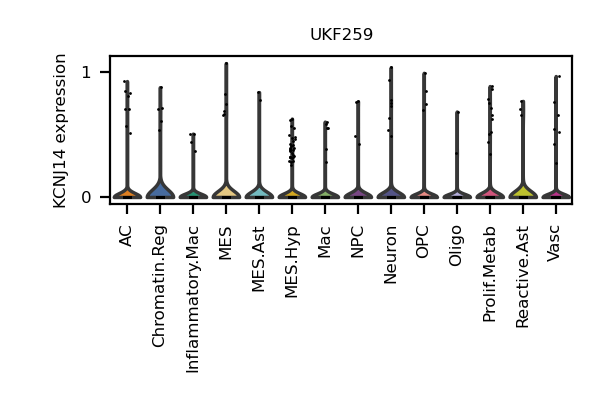 UKF259
KCNJ14 expression
1
0
AC
Chromatin.Reg
Inflammatory.Mac
MES
MES.Ast
MES.Hyp
Mac
NPC
Neuron
OPC
Oligo
Prolif.Metab
Reactive.Ast
Vasc